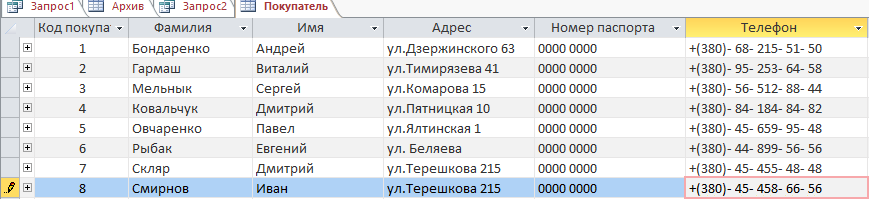 Запрос1 Архив Запрос2 Покупатель
Код покупат Фамилия Имя Адрес Номер паспорта Телефон
1 Бондаренко Андрей ул.Дзержинского 63 0000 0000 +(380)- 68- 215- 51- 50
2 Гармаш Виталий ул.Тимирязева 41 0000 0000 +(380)- 95- 253- 64- 58
3 Мельнык Сергей ул.Комарова 15 0000 0000 +(380)- 56- 512- 88- 44
4 Ковальчук Дмитрий ул.Пятницкая 10 0000 0000 +(380)- 84- 184- 84- 82
5 Овчаренко Павел ул.Ялтинская 1 0000 0000 +(380)- 45- 659- 95- 48
6 Рыбак Евгений ул. Беляева 0000 0000 +(380)- 44- 899- 56- 56
7 Скляр Дмитрий ул.Терешкова 215 0000 0000 +(380)- 45- 455- 48- 48
8 Смирнов Иван ул.Терешкова 215 0000 0000 +(380)- 45- 458- 66- 56